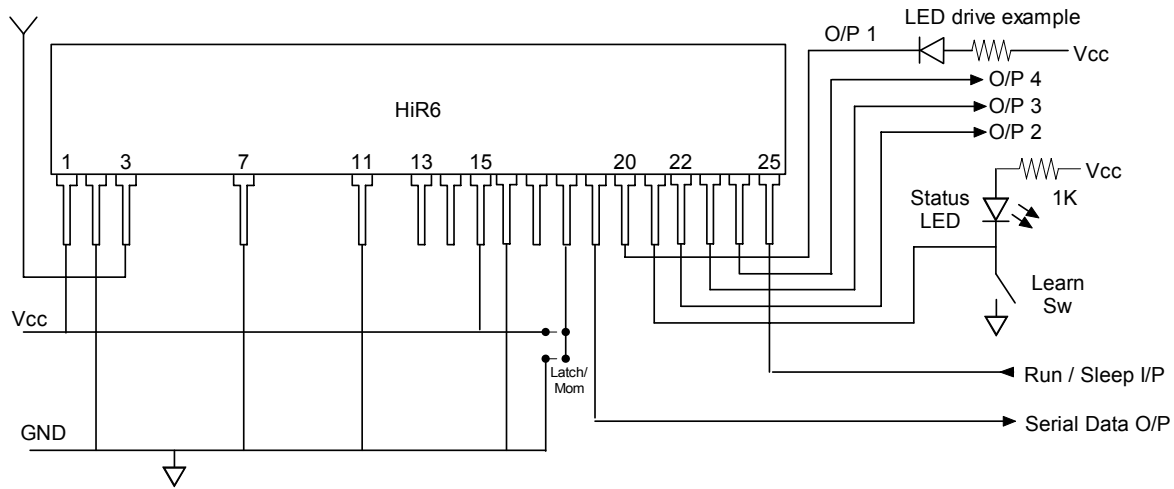 LED drive example
O/P 1
Vcc
O/P 4
HiR6
O/P 3
O/P 2
1 3 7 11 13 15 20 22 25
Vcc
1K
Status
LED
Learn
Sw
Vcc
Latch/
Mom
Run / Sleep I/P
Serial Data O/P
GND